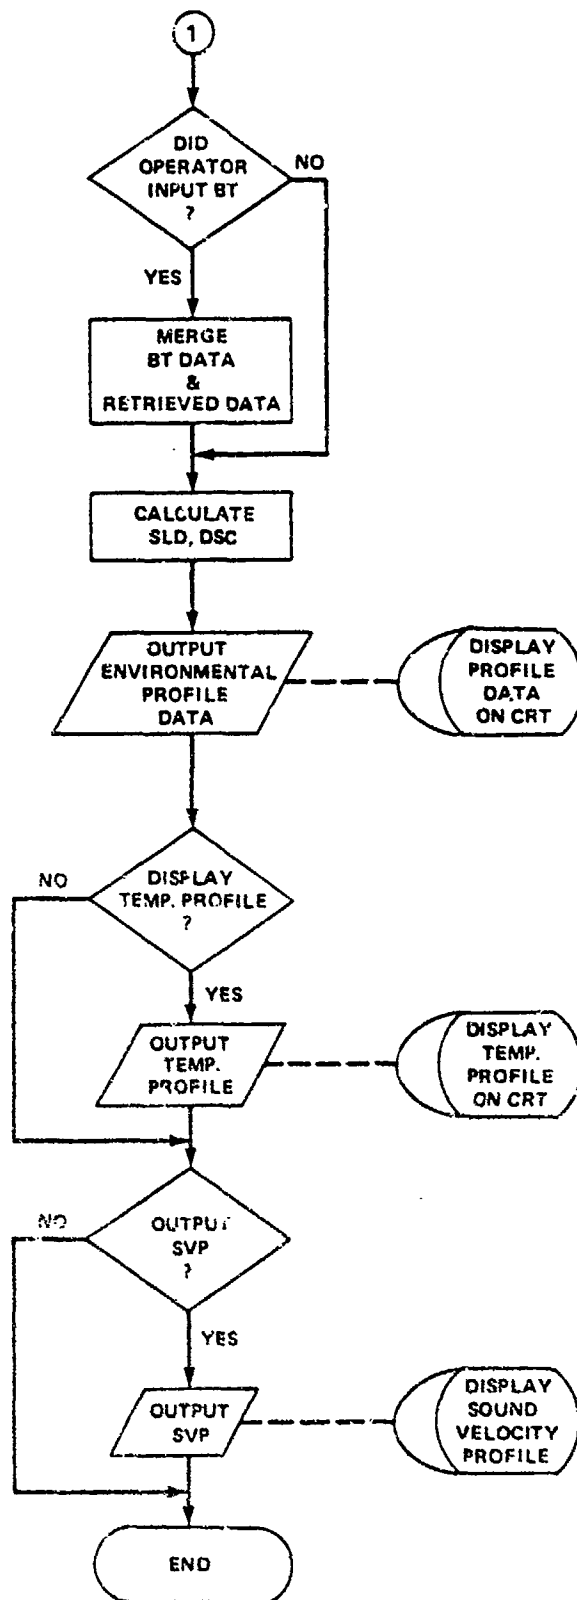 1
DID
OPERATOR
INPUT BT
?
NO
YES
MERGE
BT DATA
&
RETRIEVED DATA
CALCULATE
SLD, DSC
OUTPUT
ENVIRONMENTAL
PROFILE
DATA
DISPLAY
PROFILE
DATA
ON CRT
DISPLAY
TEMP. PROFILE
?
NO
YES
OUTPUT
TEMP.
PROFILE
DISPLAY
TEMP.
PROFILE
ON CRT
OUTPUT
SVP
?
NO
YES
OUTPUT
SVP
DISPLAY
SOUND
VELOCITY
PROFILE
END